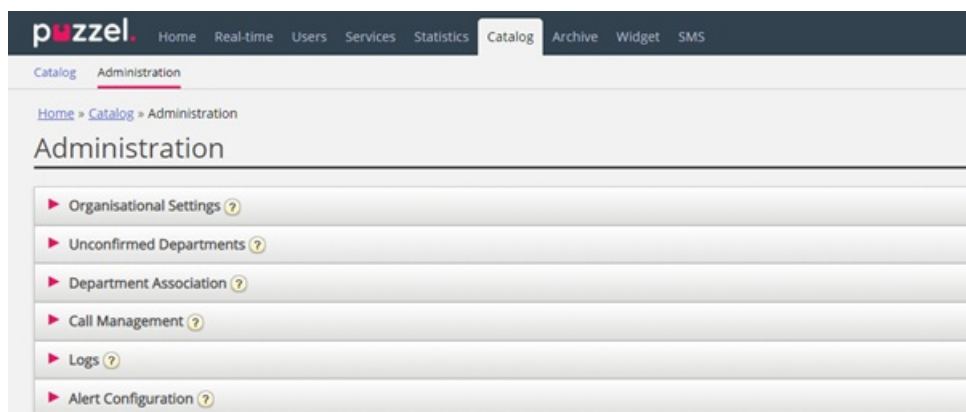 puzzel. Home Real-time Users Services Statistics Catalog Archive Widget SMS
Catalog Administration
Home » Catalog » Administration
Administration
Organisational Settings ?
Unconfirmed Departments ?
Department Association ?
Call Management ?
Logs ?
Alert Configuration ?